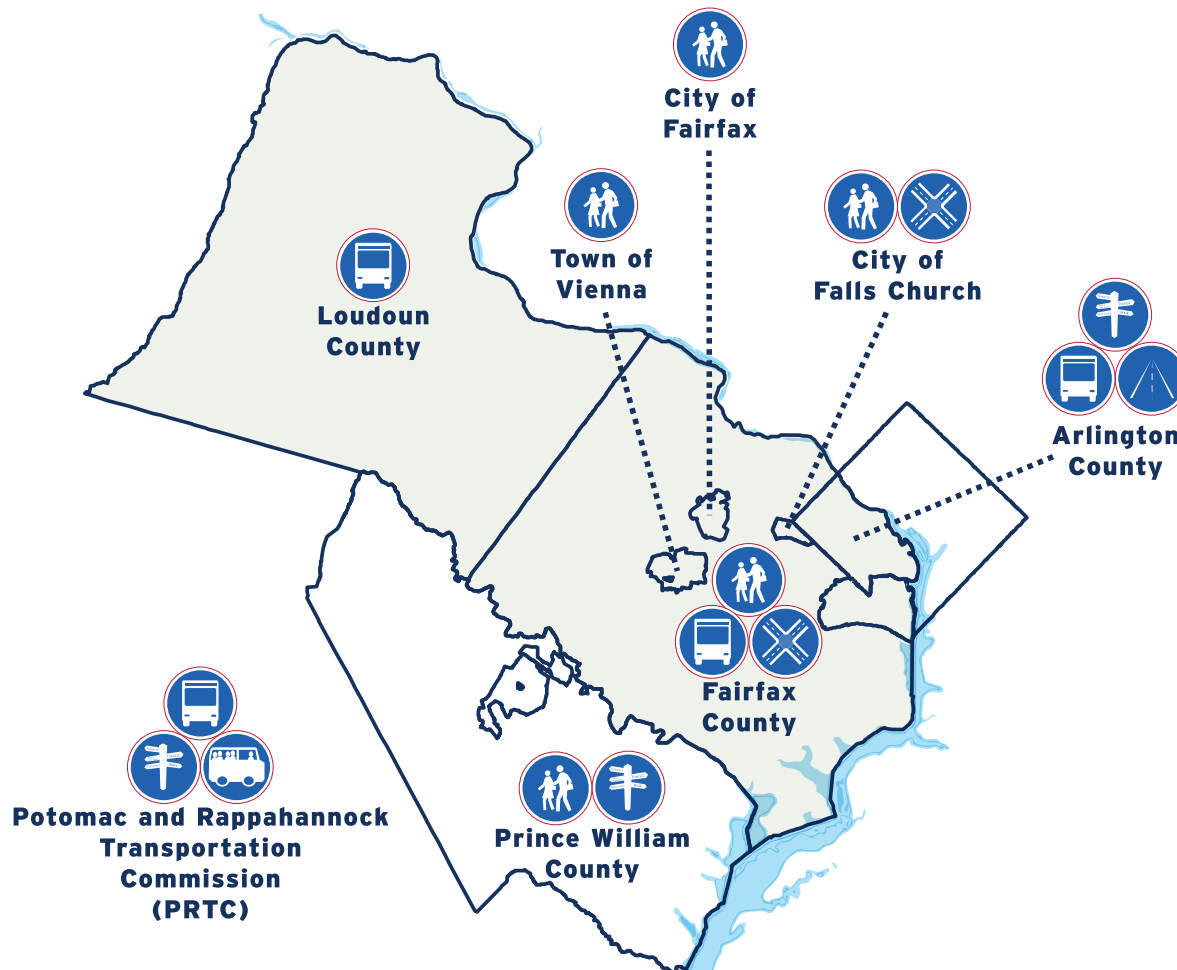 City of
Fairfax
Town of
Vienna
City of
Falls Church
Loudoun
County
Arlington
County
Fairfax
County
Potomac and Rappahannock
Transportation
Commission
(PRTC)
Prince William
County